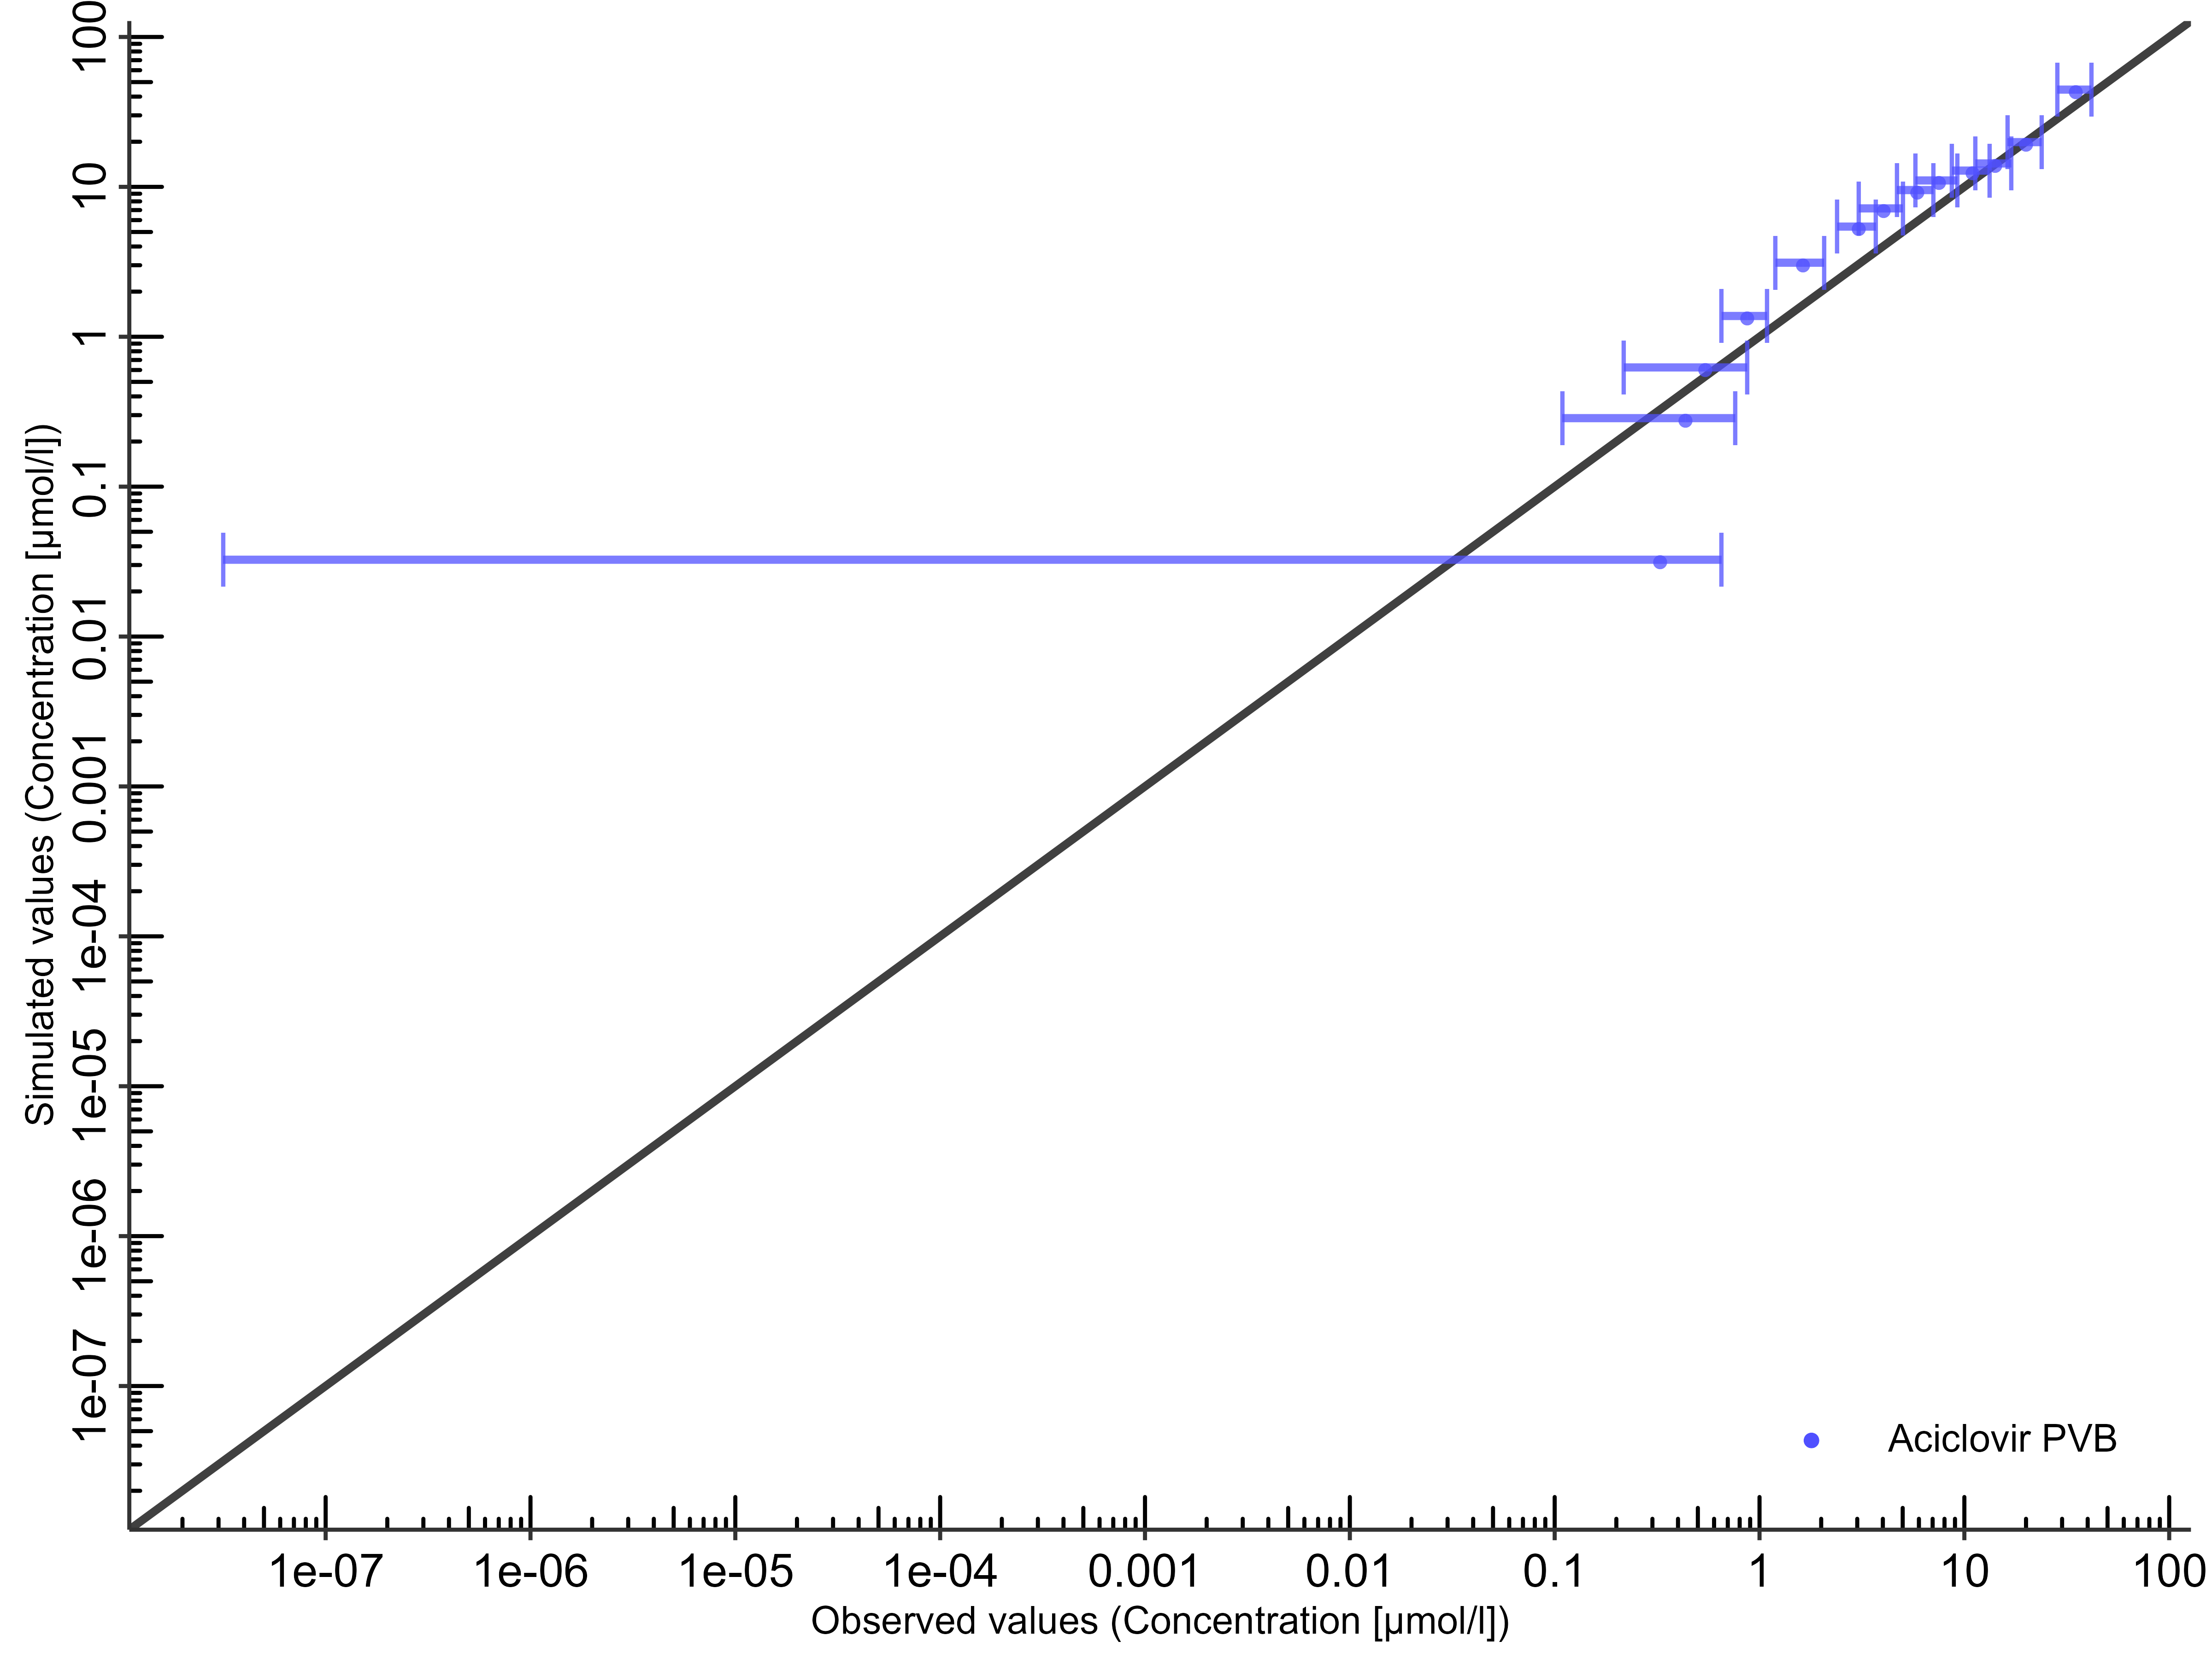 Simulated values (Concentration [µmol/l])
100
10
1
0.1
0.01
0.001
1e-04
1e-05
1e-06
1e-07
Aciclovir PVB
1e-07 1e-06 1e-05 1e-04 0.001 0.01 0.1 1 10 100
Observed values (Concentration [µmol/l])